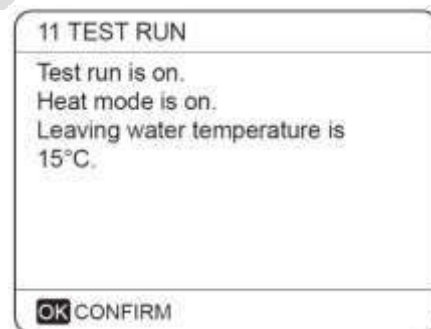 11 TEST RUN
Test run is on.
Heat mode is on.
Leaving water temperature is
15°C.
OK CONFIRM